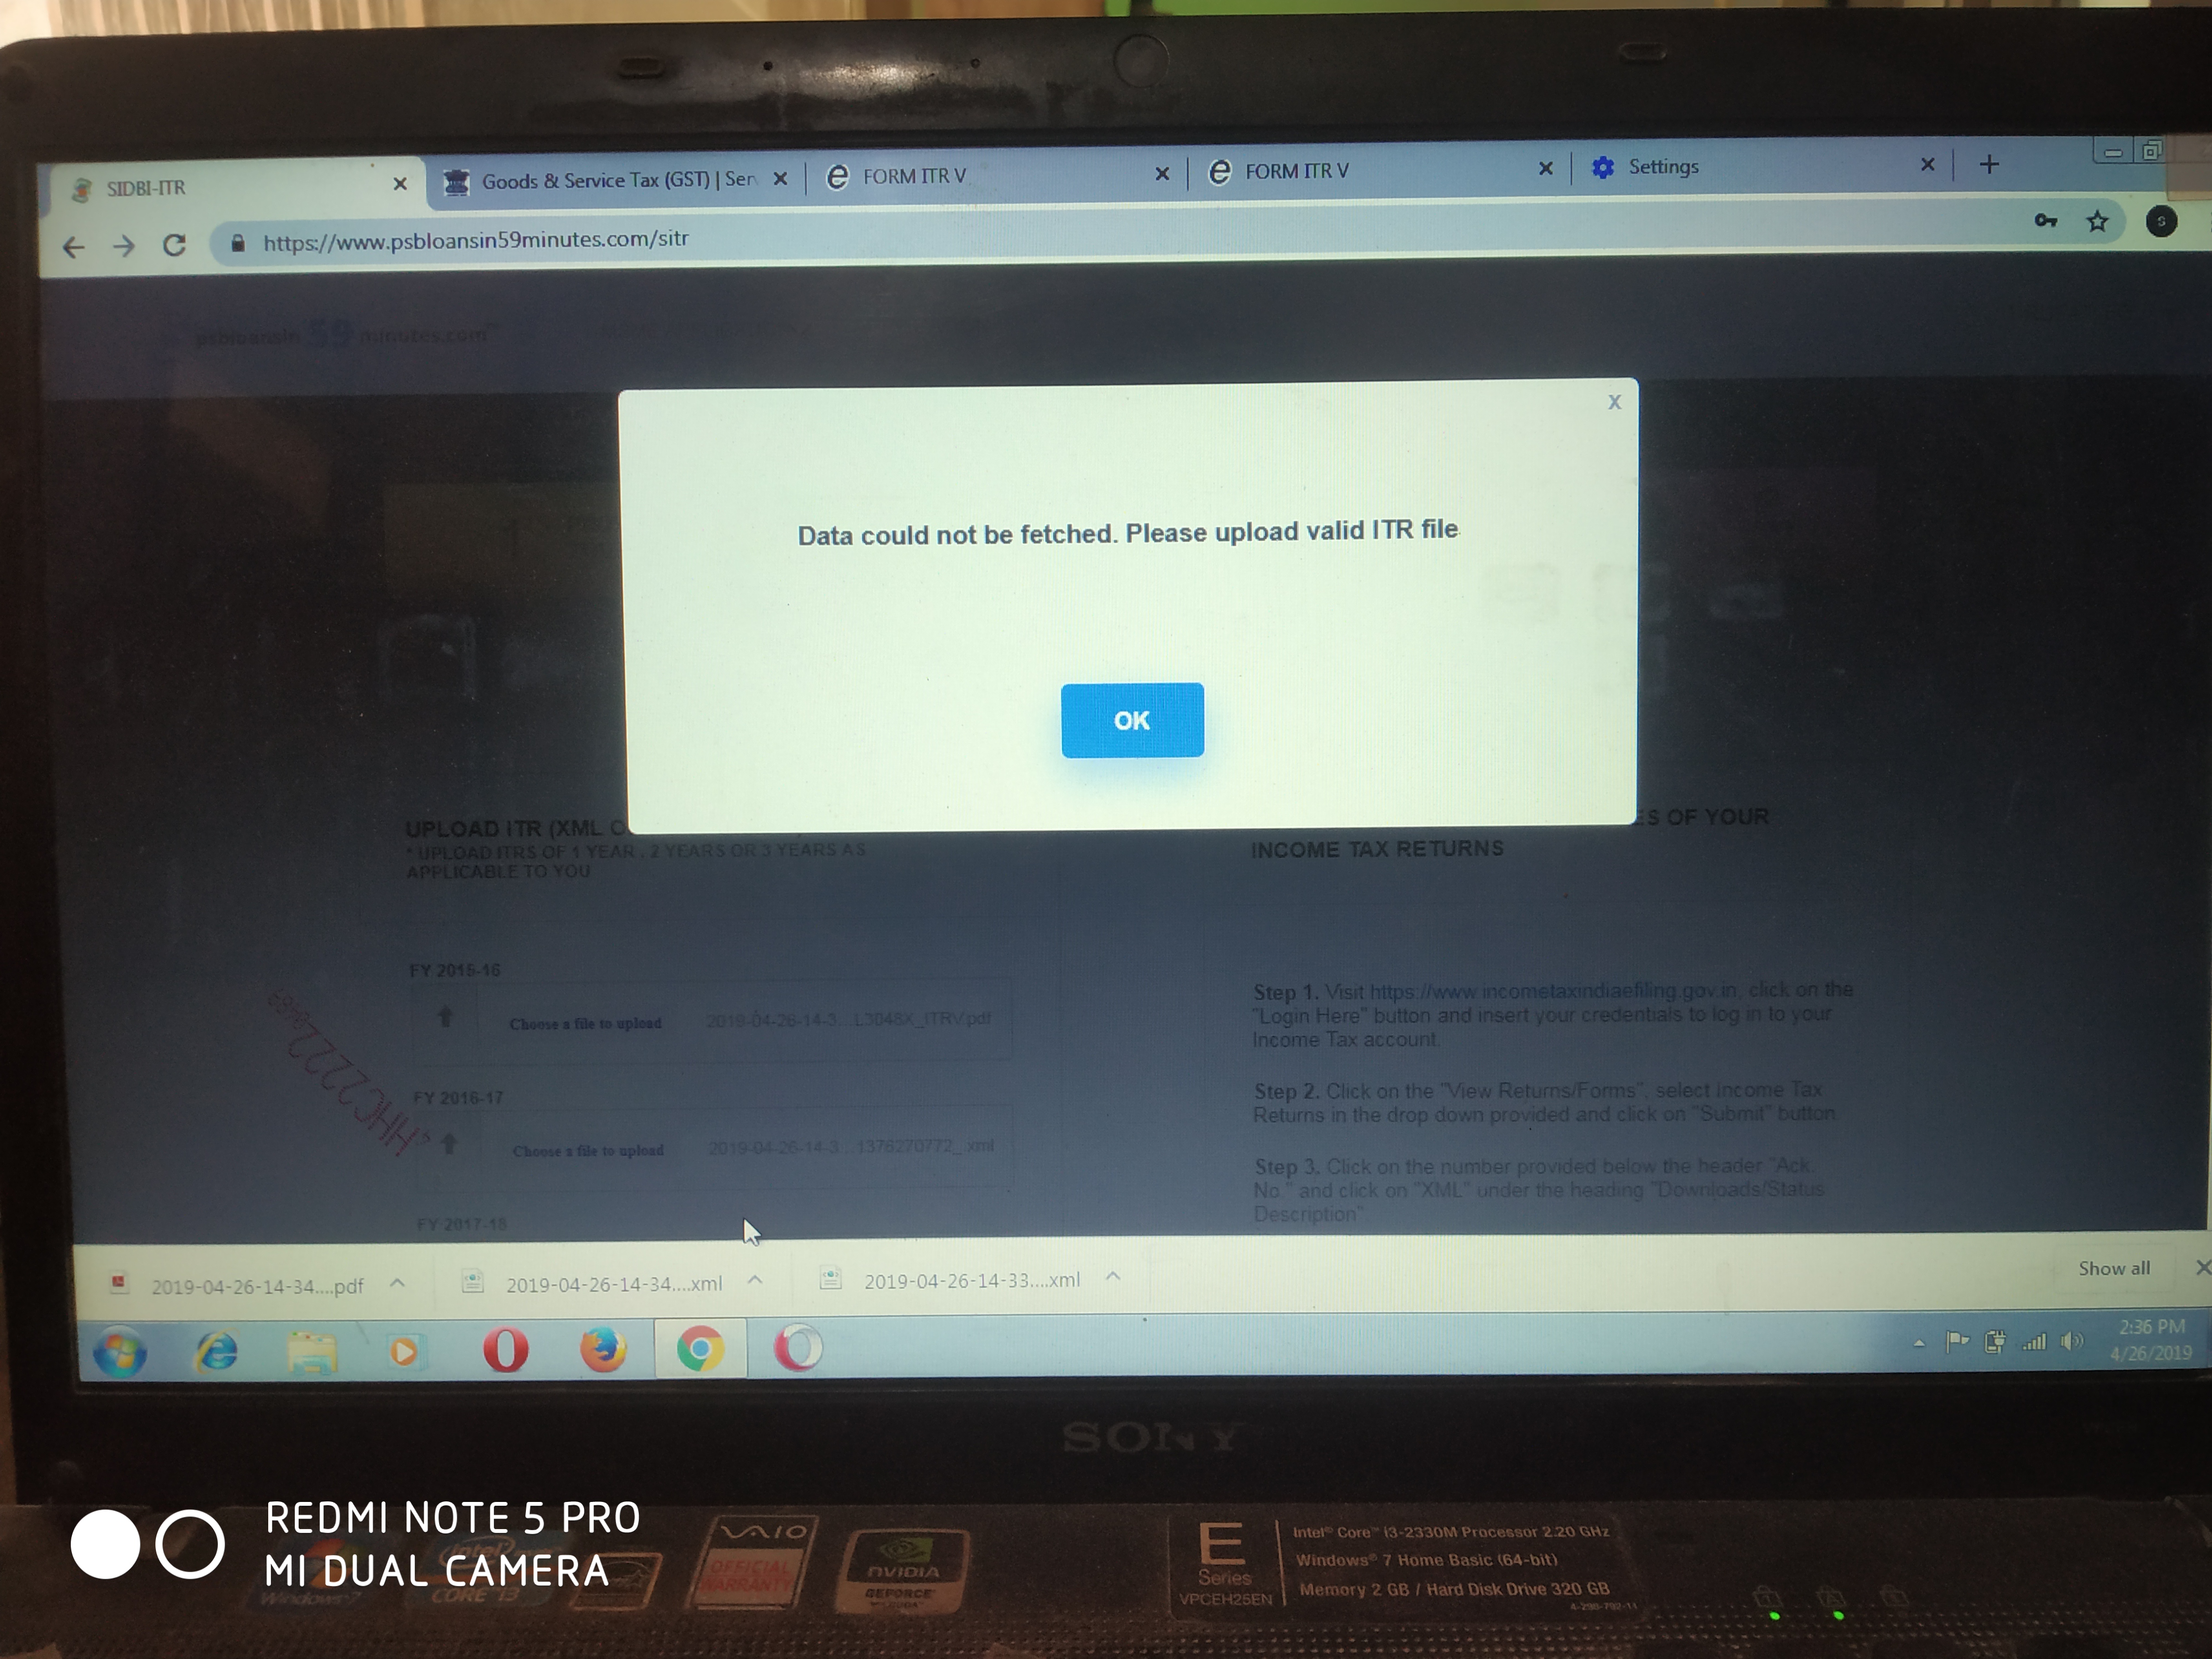 SIDBI-ITR
Goods & Service Tax (GST) | Ser
FORM ITR V
FORM ITR V
Settings
https://www.psbloansin59minutes.com/sitr
psbloansin 59 minutes.com
X
Data could not be fetched. Please upload valid ITR file
OK
UPLOAD ITR (XML
* UPLOAD ITRS OF 1 YEAR , 2 YEARS OR 3 YEARS AS
APPLICABLE TO YOU
ES OF YOUR
INCOME TAX RETURNS
FY 2015-16
Choose a file to upload 2019-04-26-14-3...L3048X_ITRV.pdf
FY 2016-17
Choose a file to upload 2019-04-26-14-3...1376270772_.xml
FY 2017-18
Step 1. Visit https://www.incometaxindiaefiling.gov.in, click on the
"Login Here" button and insert your credentials to log in to your
Income Tax account.
Step 2. Click on the "View Returns/Forms", select Income Tax
Returns in the drop down provided and click on "Submit" button.
Step 3. Click on the number provided below the header "Ack.
No." and click on "XML" under the heading "Downloads/Status
Description".
2019-04-26-14-34....pdf
2019-04-26-14-34....xml
2019-04-26-14-33....xml
Show all
2:36 PM
4/26/2019
SONY
REDMI NOTE 5 PRO
MI DUAL CAMERA
Windows 7
CORE i3
VAIO
OFFICIAL
WARRANTY
NVIDIA
GEFORCE
E
Series
VPCEH25EN
Intel® Core™ i3-2330M Processor 2.20 GHz
Windows® 7 Home Basic (64-bit)
Memory 2 GB / Hard Disk Drive 320 GB